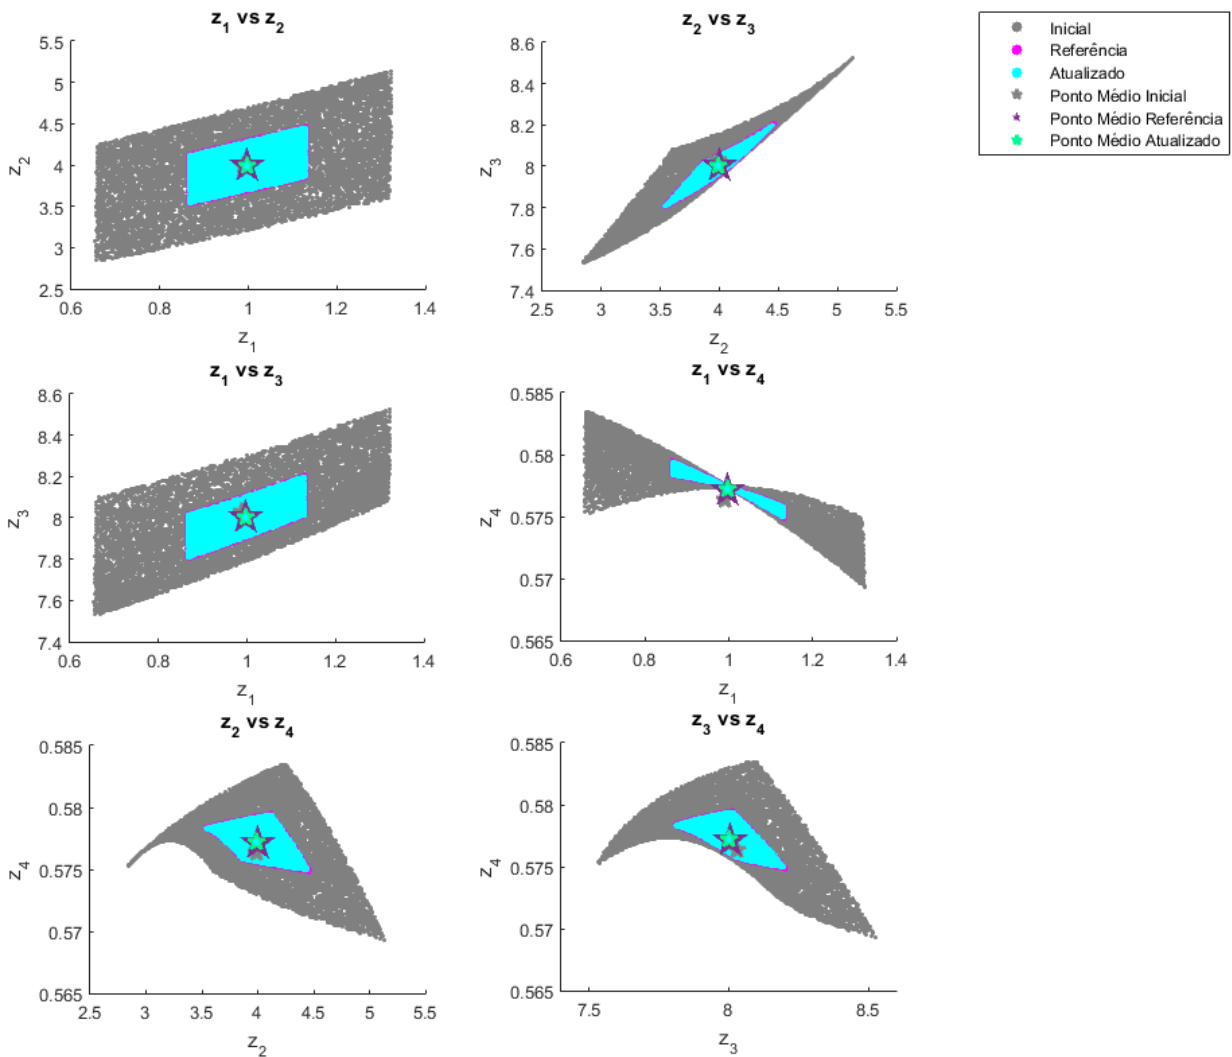 z1 vs z2
5.5
5
4.5
4
3.5
3
2.5
z2
0.6 0.8 1 1.2 1.4
z1
z2 vs z3
8.6
8.4
8.2
8
7.8
7.6
7.4
z3
2.5 3 3.5 4 4.5 5 5.5
z2
Inicial
Referência
Atualizado
Ponto Médio Inicial
Ponto Médio Referência
Ponto Médio Atualizado
z1 vs z3
8.6
8.4
8.2
8
7.8
7.6
7.4
z3
0.6 0.8 1 1.2 1.4
z1
z1 vs z4
0.585
0.58
0.575
0.57
0.565
z4
0.6 0.8 1 1.2 1.4
z1
z2 vs z4
0.585
0.58
0.575
0.57
0.565
z4
2.5 3 3.5 4 4.5 5 5.5
z2
z3 vs z4
0.585
0.58
0.575
0.57
0.565
z4
7.5 8 8.5
z3